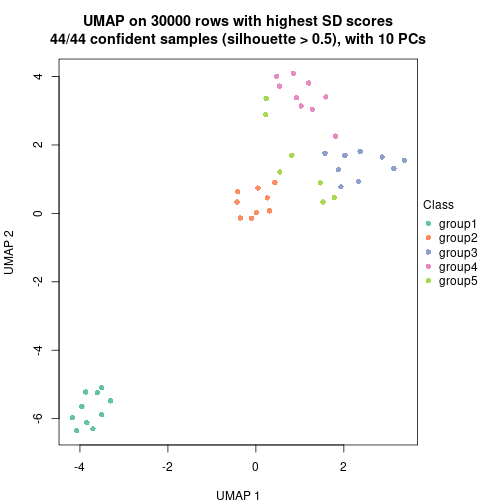 UMAP on 30000 rows with highest SD scores
44/44 confident samples (silhouette > 0.5), with 10 PCs
4
2
0
-2
-4
-6
UMAP 2
-4
-2
0
2
UMAP 1
Class
group1
group2
group3
group4
group5